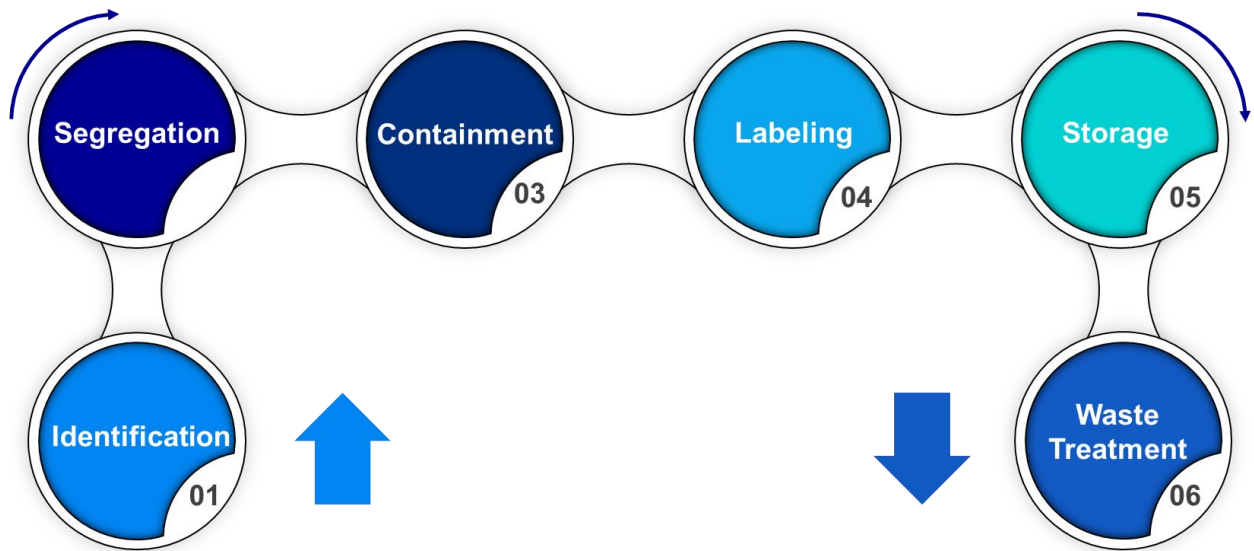 Segregation
Containment
03
Labeling
04
Storage
05
Identification
01
Waste
Treatment
06